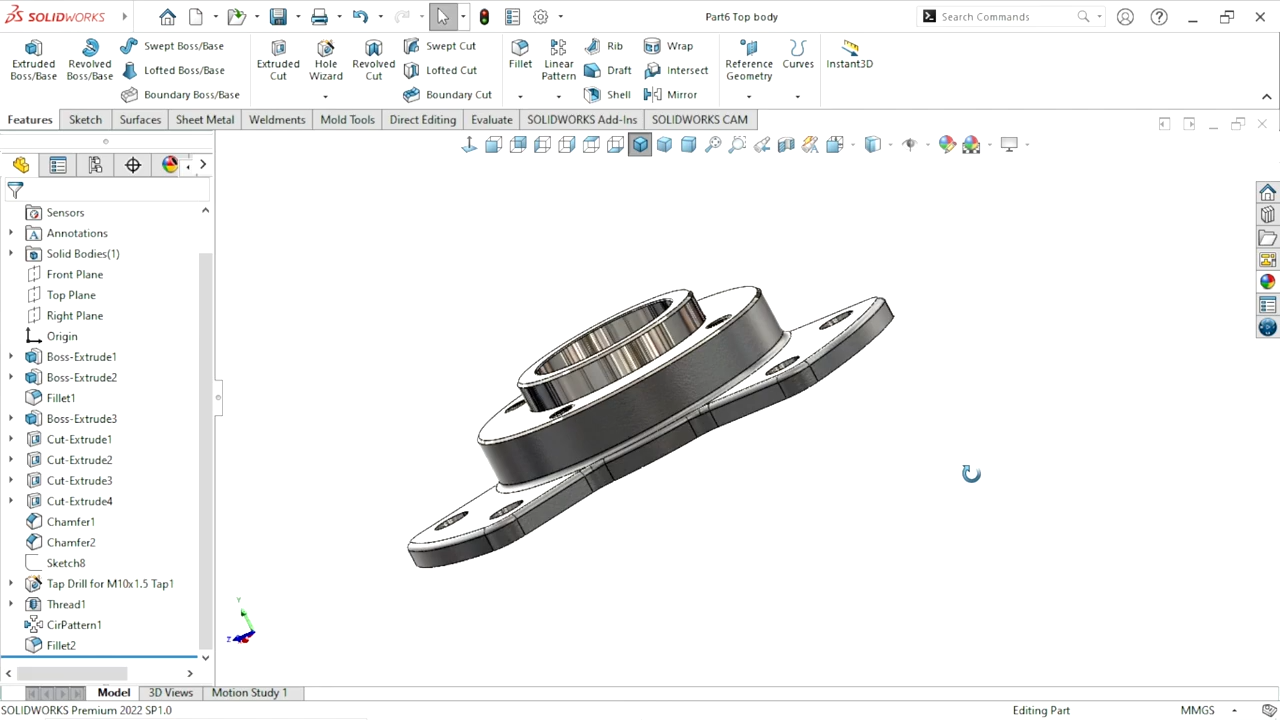 SOLIDWORKS
Part6 Top body
Search Commands
Extruded Boss/Base
Revolved Boss/Base
Swept Boss/Base
Lofted Boss/Base
Boundary Boss/Base
Extruded Cut
Hole Wizard
Revolved Cut
Swept Cut
Lofted Cut
Boundary Cut
Fillet
Linear Pattern
Rib
Draft
Shell
Wrap
Intersect
Mirror
Reference Geometry
Curves
Instant3D
Features
Sketch
Surfaces
Sheet Metal
Weldments
Mold Tools
Direct Editing
Evaluate
SOLIDWORKS Add-Ins
SOLIDWORKS CAM
Sensors
Annotations
Solid Bodies(1)
Front Plane
Top Plane
Right Plane
Origin
Boss-Extrude1
Boss-Extrude2
Fillet1
Boss-Extrude3
Cut-Extrude1
Cut-Extrude2
Cut-Extrude3
Cut-Extrude4
Chamfer1
Chamfer2
Sketch8
Tap Drill for M10x1.5 Tap1
Thread1
CirPattern1
Fillet2
Y
Z
Model
3D Views
Motion Study 1
SOLIDWORKS Premium 2022 SP1.0
Editing Part
MMGS